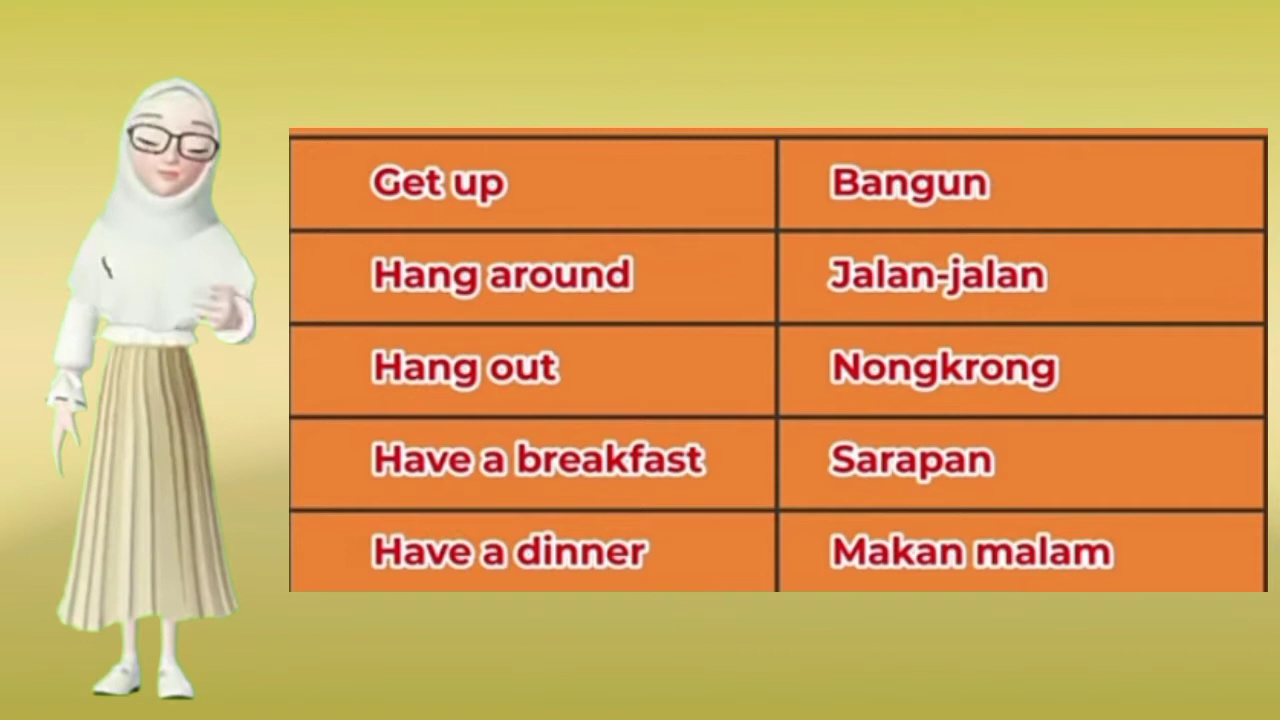 Get up Bangun
Hang around Jalan-jalan
Hang out Nongkrong
Have a breakfast Sarapan
Have a dinner Makan malam